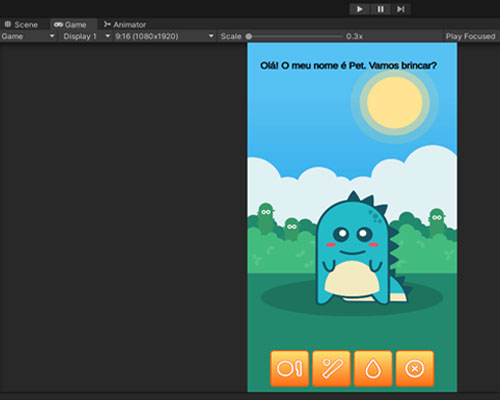 Scene Game Animator
Game Display 1 9:16 (1080x1920) Scale 0.3x Play Focused
Olá! O meu nome é Pet. Vamos brincar?